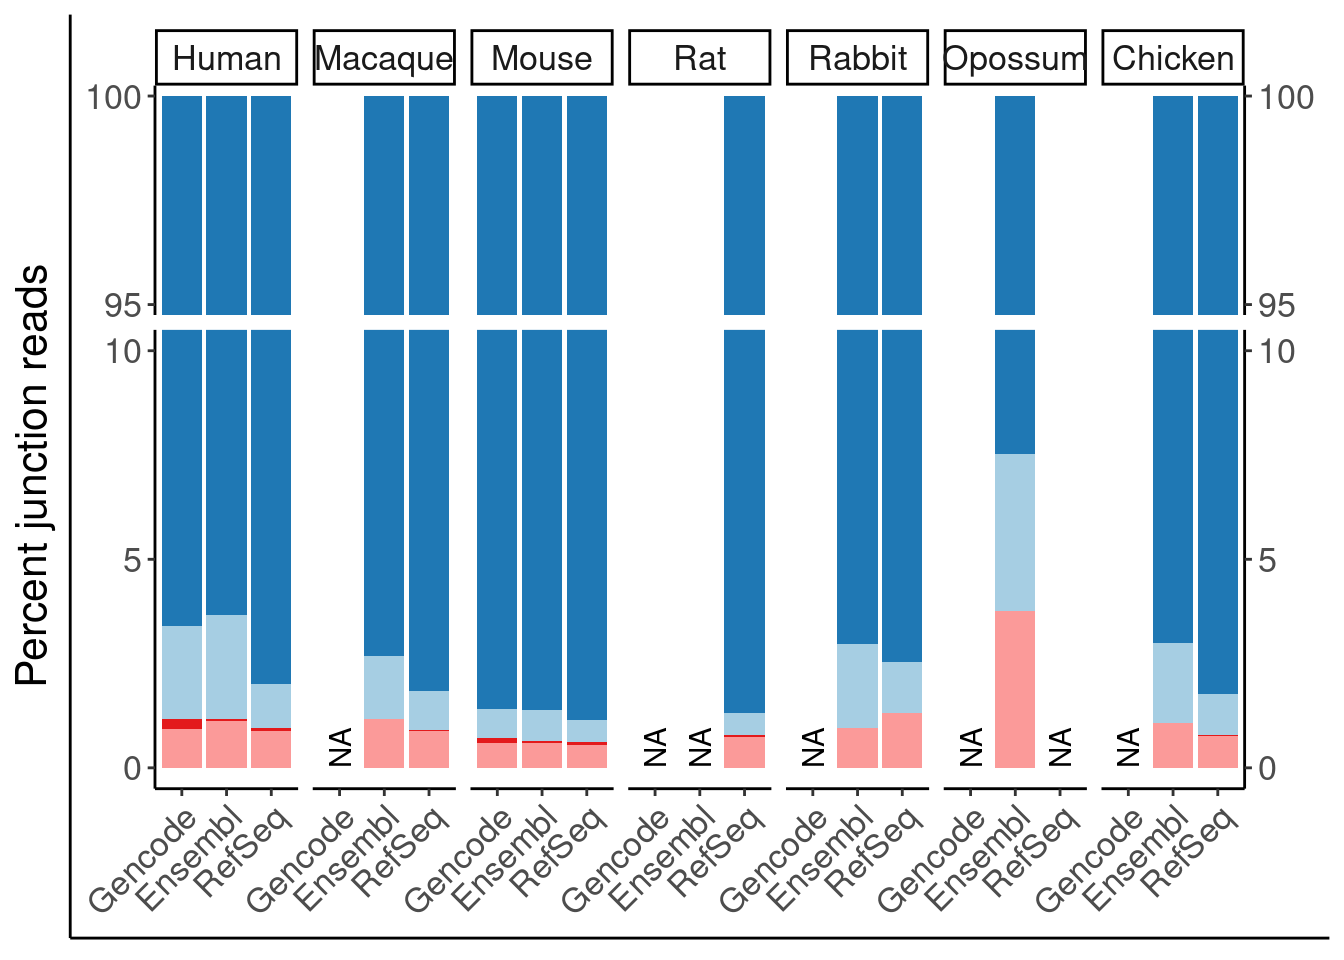 Human Macaque Mouse Rat Rabbit Opossum Chicken
100 100
95 95
10 10
5 5
0 0
Percent junction reads
NA NA NA NA NA NA NA
Gencode Ensembl RefSeq Gencode Ensembl RefSeq Gencode Ensembl RefSeq Gencode Ensembl RefSeq Gencode Ensembl RefSeq Gencode Ensembl RefSeq Gencode Ensembl RefSeq